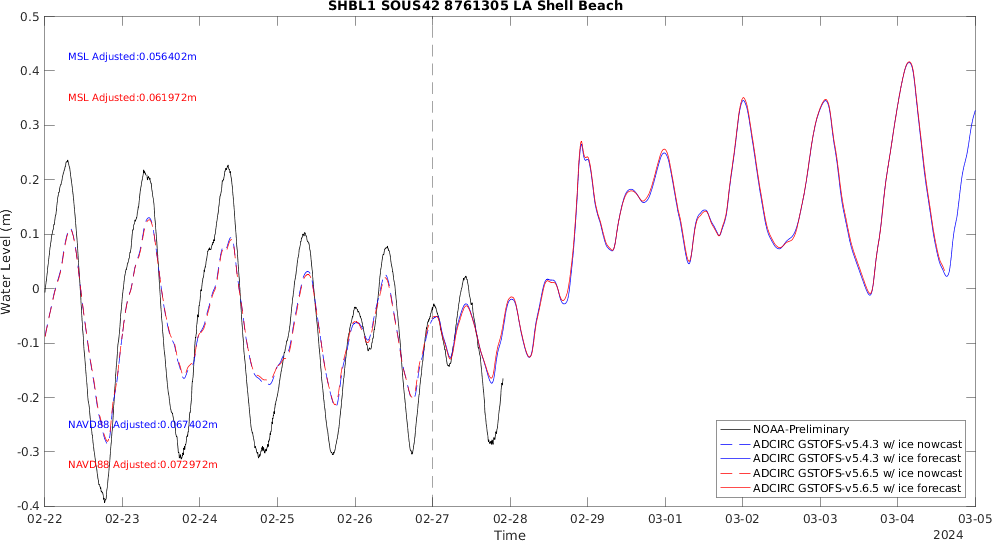 SHBL1 SOUS42 8761305 LA Shell Beach
0.5
0.4
0.3
0.2
0.1
0
-0.1
-0.2
-0.3
-0.4
Water Level (m)
MSL Adjusted:0.056402m
MSL Adjusted:0.061972m
NAVD88 Adjusted:0.067402m
NAVD88 Adjusted:0.072972m
NOAA-Preliminary
ADCIRC GSTOFS-v5.4.3 w/ ice nowcast
ADCIRC GSTOFS-v5.4.3 w/ ice forecast
ADCIRC GSTOFS-v5.6.5 w/ ice nowcast
ADCIRC GSTOFS-v5.6.5 w/ ice forecast
02-22 02-23 02-24 02-25 02-26 02-27 02-28 02-29 03-01 03-02 03-03 03-04 03-05
Time
2024